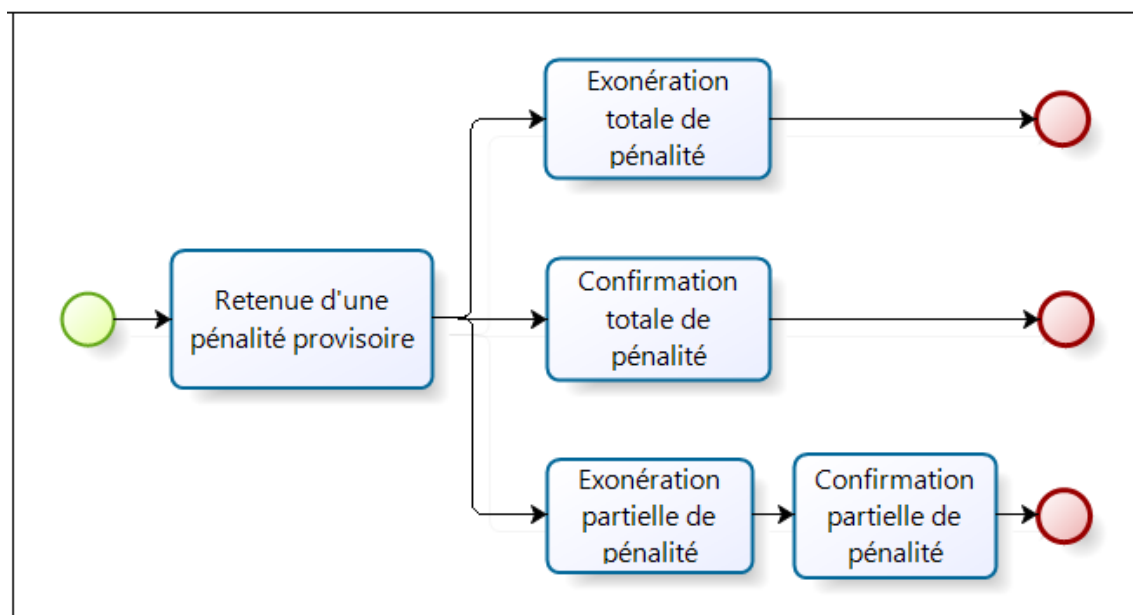 Exonération
totale de
pénalité
Retenue d'une
pénalité provisoire
Confirmation
totale de
pénalité
Exonération
partielle de
pénalité
Confirmation
partielle de
pénalité